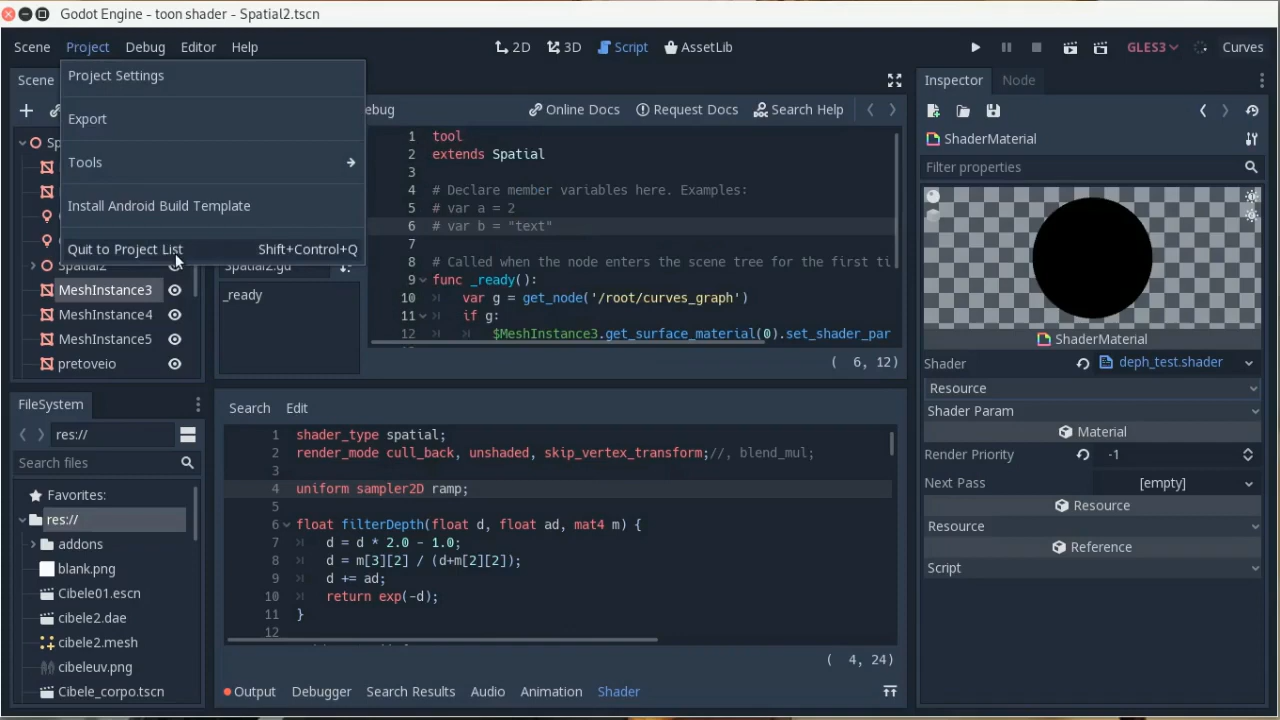 Godot Engine - toon shader - Spatial2.tscn
Scene Project Debug Editor Help
2D 3D Script AssetLib
GLES3 Curves
Scene
Project Settings
Export
Tools
Install Android Build Template
Quit to Project List Shift+Control+Q
Spatial2
MeshInstance3
MeshInstance4
MeshInstance5
pretoveio
Online Docs Request Docs Search Help
Spatial2.gd
_ready
1 tool
2 extends Spatial
3
4 # Declare member variables here. Examples:
5 # var a = 2
6 # var b = "text"
7
8 # Called when the node enters the scene tree for the first ti
9 func _ready():
10 var g = get_node('/root/curves_graph')
11 if g:
12 $MeshInstance3.get_surface_material(0).set_shader_par
( 6, 12)
FileSystem
res://
Search files
Favorites:
res://
addons
blank.png
Cibele01.escn
cibele2.dae
cibele2.mesh
cibeleuv.png
Cibele_corpo.tscn
Search Edit
1 shader_type spatial;
2 render_mode cull_back, unshaded, skip_vertex_transform;//, blend_mul;
3
4 uniform sampler2D ramp;
5
6 float filterDepth(float d, float ad, mat4 m) {
7 d = d * 2.0 - 1.0;
8 d = m[3][2] / (d+m[2][2]);
9 d += ad;
10 return exp(-d);
11 }
12
( 4, 24)
Output Debugger Search Results Audio Animation Shader
Inspector Node
ShaderMaterial
Filter properties
ShaderMaterial
Shader deph_test.shader
Resource
Shader Param
Material
Render Priority -1
Next Pass [empty]
Resource
Resource
Reference
Script